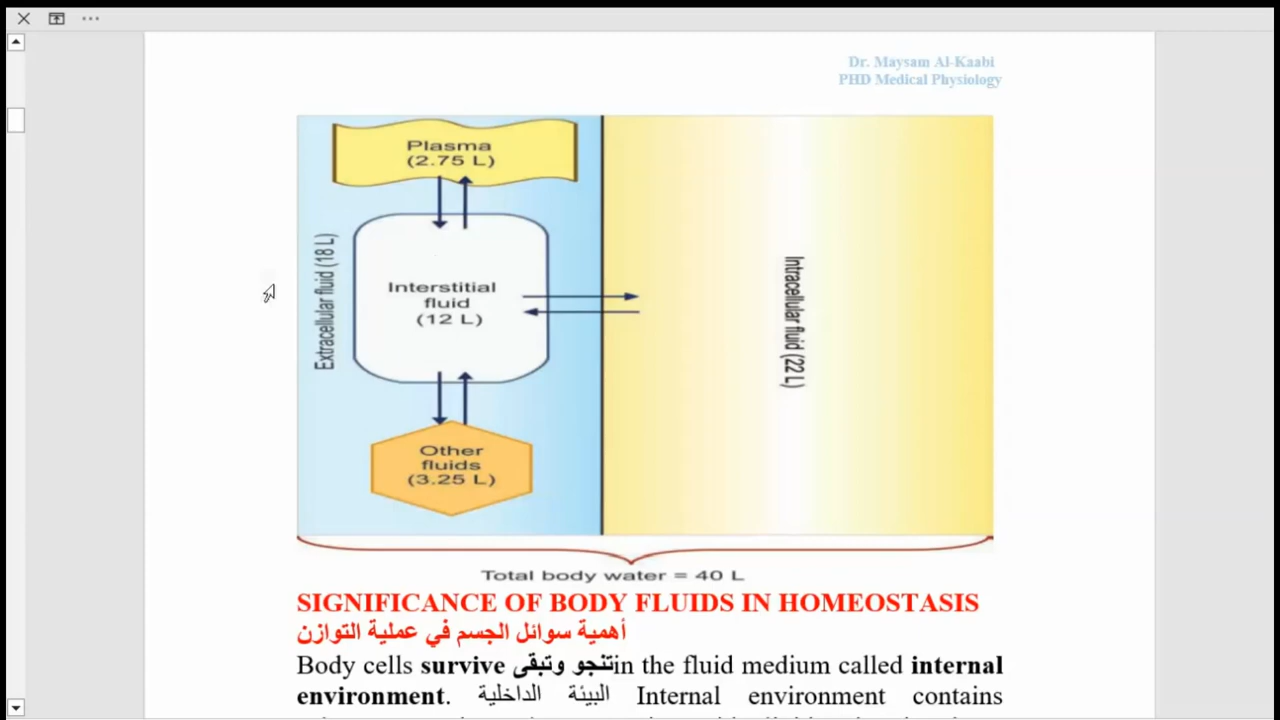 Dr. Maysam Al-Kaabi
PHD Medical Physiology
Plasma
(2.75 L)
Extracellular fluid (18 L)
Interstitial
fluid
(12 L)
Intracellular fluid (22 L)
Other
fluids
(3.25 L)
Total body water = 40 L
SIGNIFICANCE OF BODY FLUIDS IN HOMEOSTASIS
أهمية سوائل الجسم في عملية التوازن
Body cells survive تنجو وتبقى in the fluid medium called internal
environment. البيئة الداخلية Internal environment contains